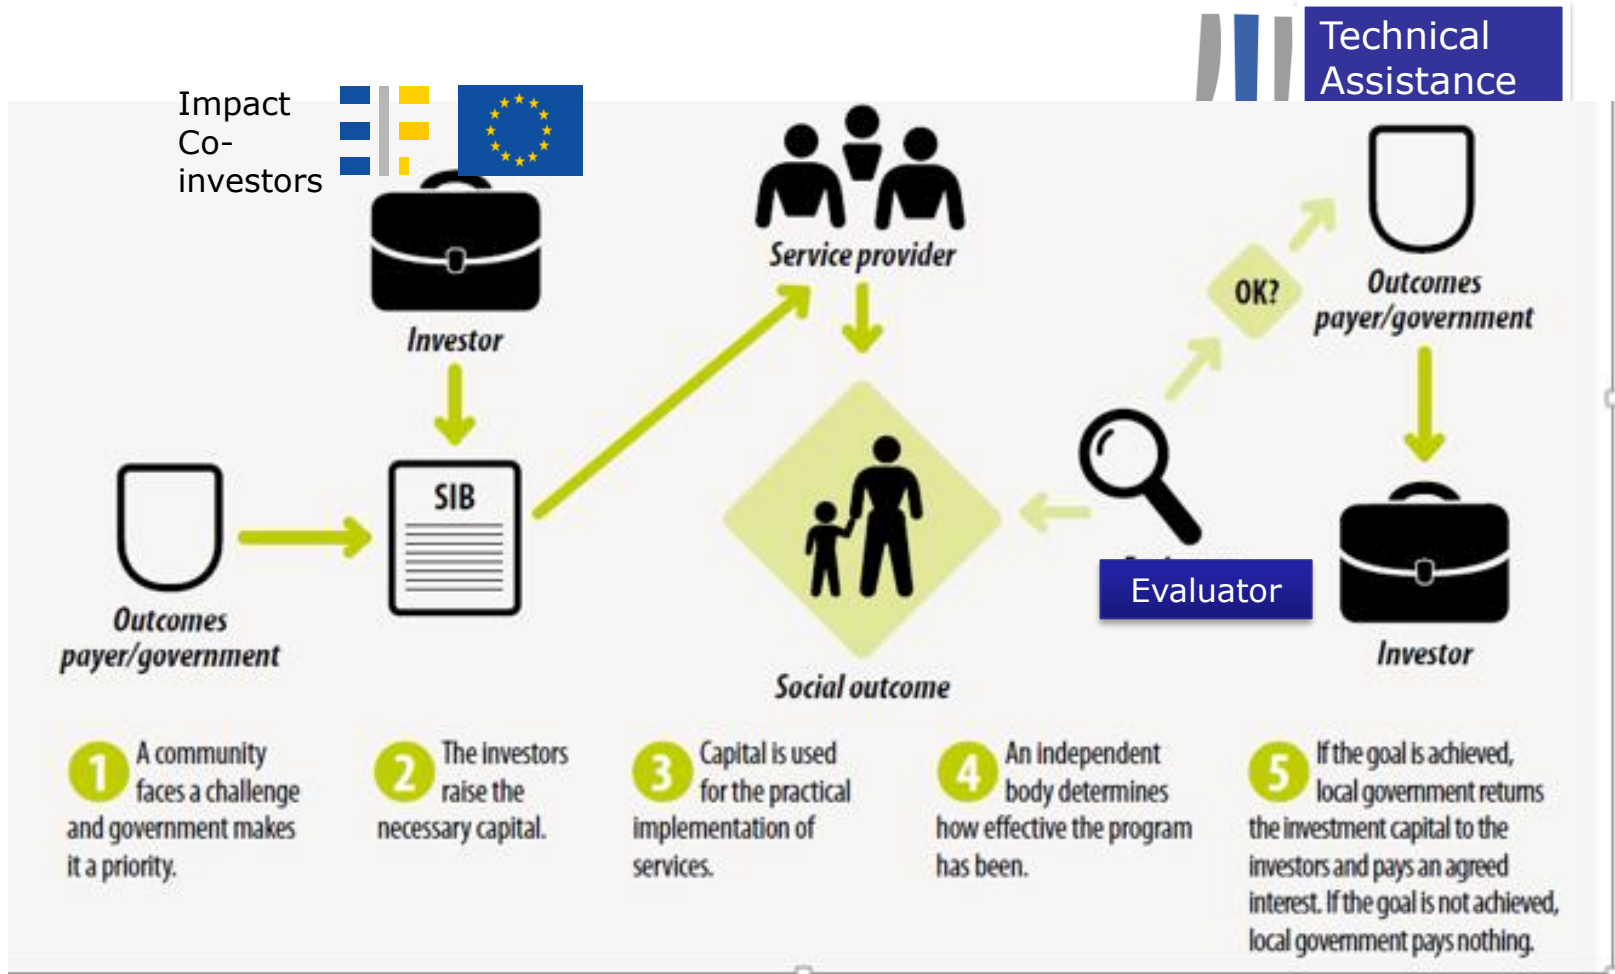 Technical
Assistance
Impact
Co-
investors
Service provider
Investor
OK?
Outcomes
payer/government
SIB
Evaluator
Outcomes
payer/government
Social outcome
Investor
1 A community
faces a challenge
and government makes
it a priority.
2 The investors
raise the
necessary capital.
3 Capital is used
for the practical
implementation of
services.
4 An independent
body determines
how effective the program
has been.
5 If the goal is achieved,
local government returns
the investment capital to the
investors and pays an agreed
interest. If the goal is not achieved,
local government pays nothing.